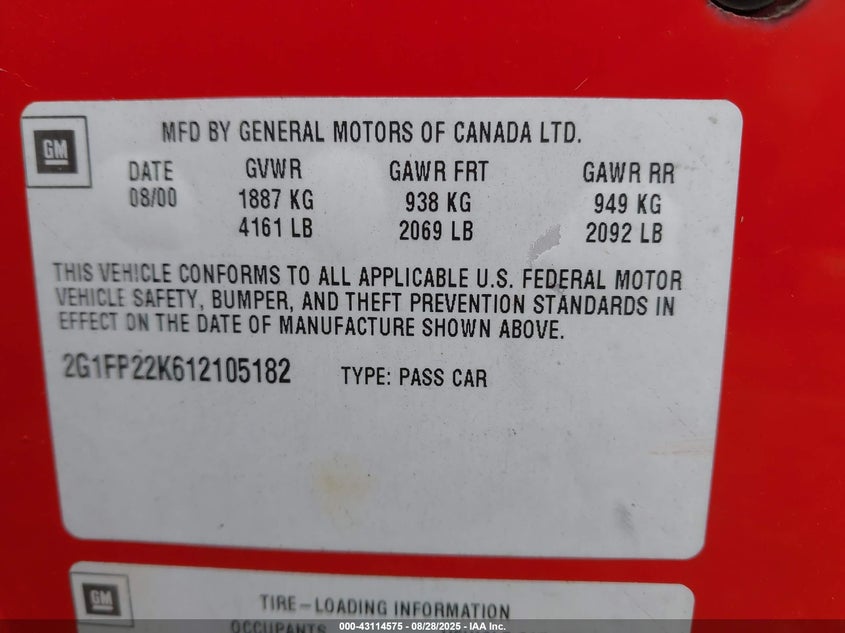 GM
MFD BY GENERAL MOTORS OF CANADA LTD.
DATE GVWR GAWR FRT GAWR RR
08/00 1887 KG 938 KG 949 KG
4161 LB 2069 LB 2092 LB
THIS VEHICLE CONFORMS TO ALL APPLICABLE U.S. FEDERAL MOTOR
VEHICLE SAFETY, BUMPER, AND THEFT PREVENTION STANDARDS IN
EFFECT ON THE DATE OF MANUFACTURE SHOWN ABOVE.
2G1FP22K612105182 TYPE: PASS CAR
GM
TIRE-LOADING INFORMATION
OCCUPANTS
000-43114575 - 08/28/2025 - IAA Inc.